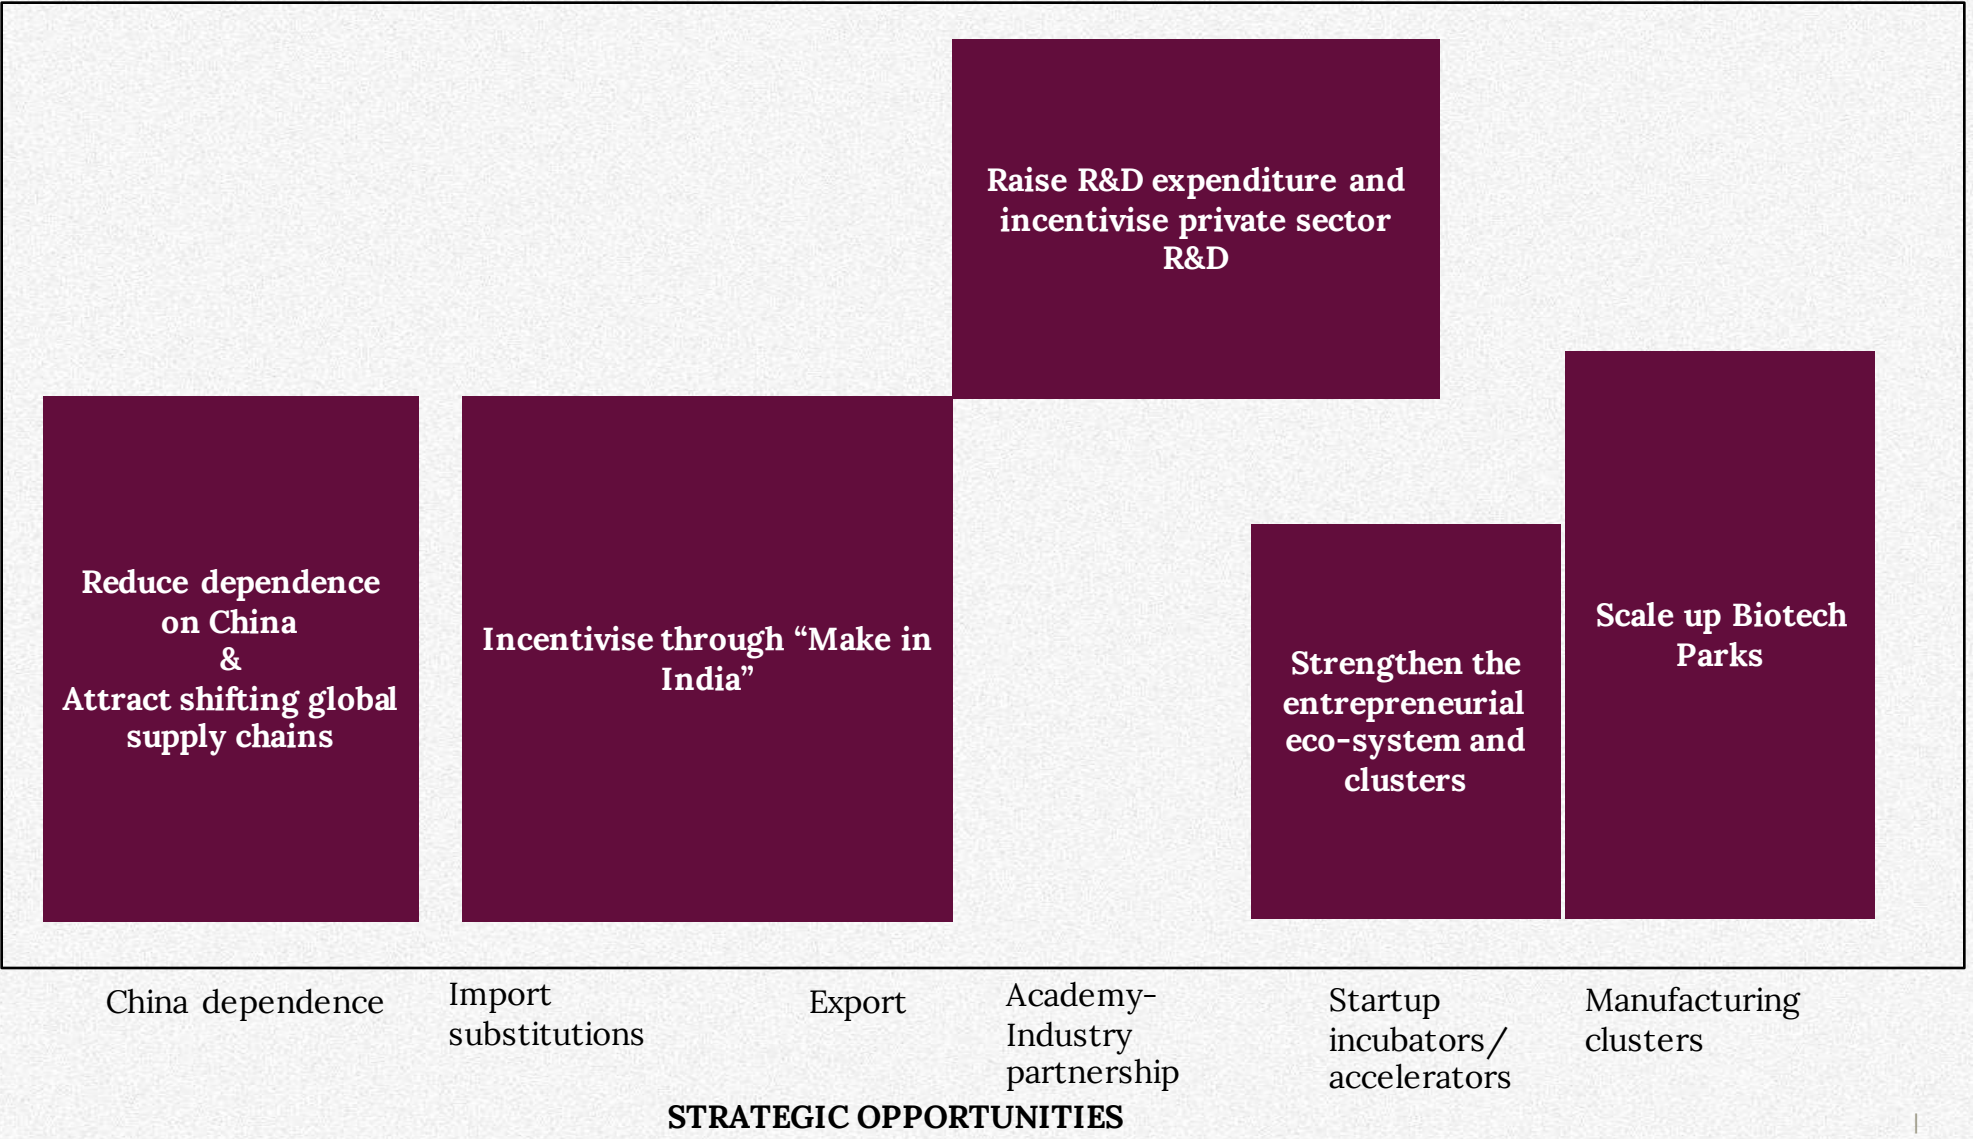 Raise R&D expenditure and
incentivise private sector
R&D
Reduce dependence
on China
&
Attract shifting global
supply chains
Incentivise through “Make in
India”
Strengthen the
entrepreneurial
eco-system and
clusters
Scale up Biotech
Parks
China dependence
Import
substitutions
Export
Academy-
Industry
partnership
Startup
incubators/
accelerators
Manufacturing
clusters
STRATEGIC OPPORTUNITIES